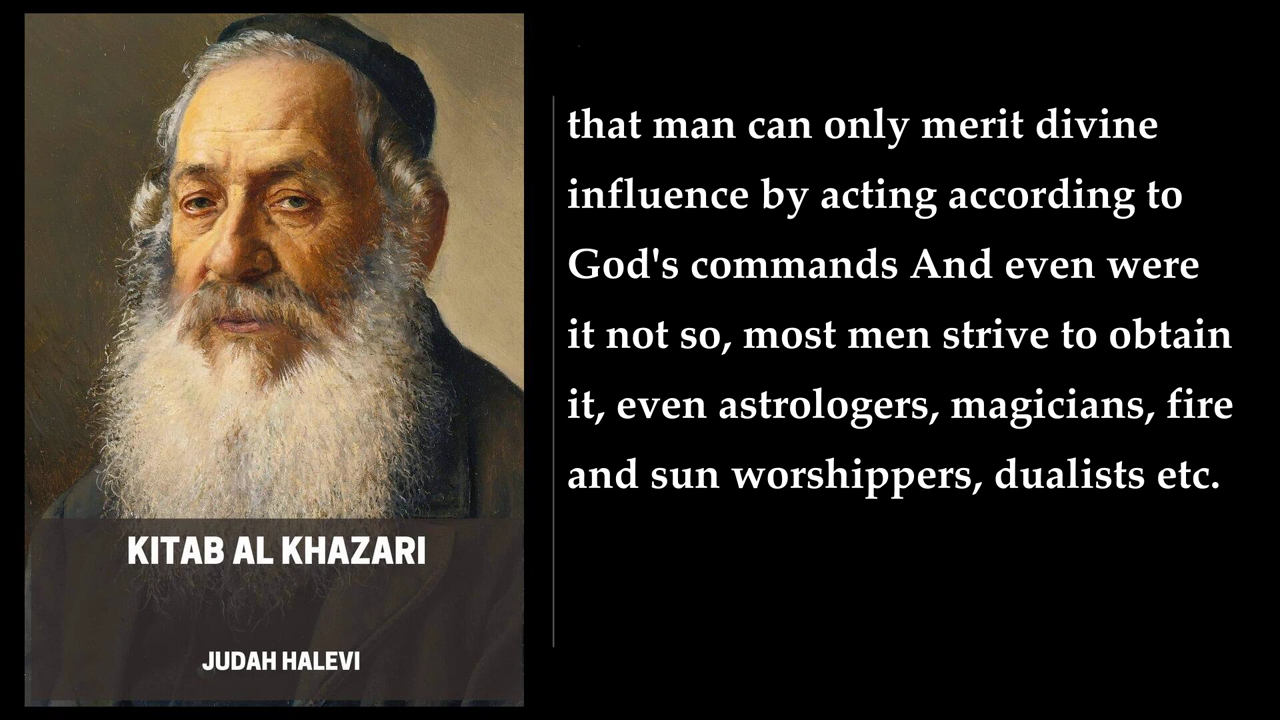 KITAB AL KHAZARI
JUDAH HALEVI
that man can only merit divine
influence by acting according to
God's commands And even were
it not so, most men strive to obtain
it, even astrologers, magicians, fire
and sun worshippers, dualists etc.